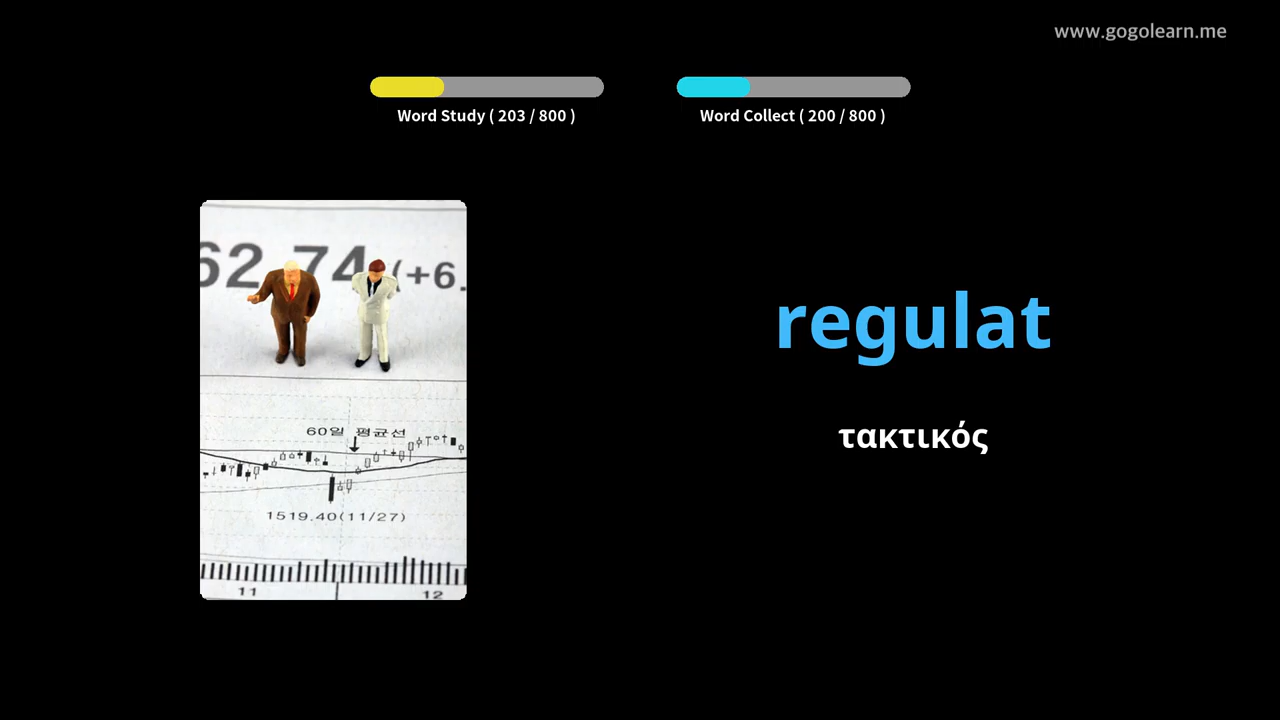 www.gogolearn.me
Word Study ( 203 / 800 )
Word Collect ( 200 / 800 )
62.74 (+6.
60일 평균선
1519.40(11/27)
11
12
regulat
τακτικός